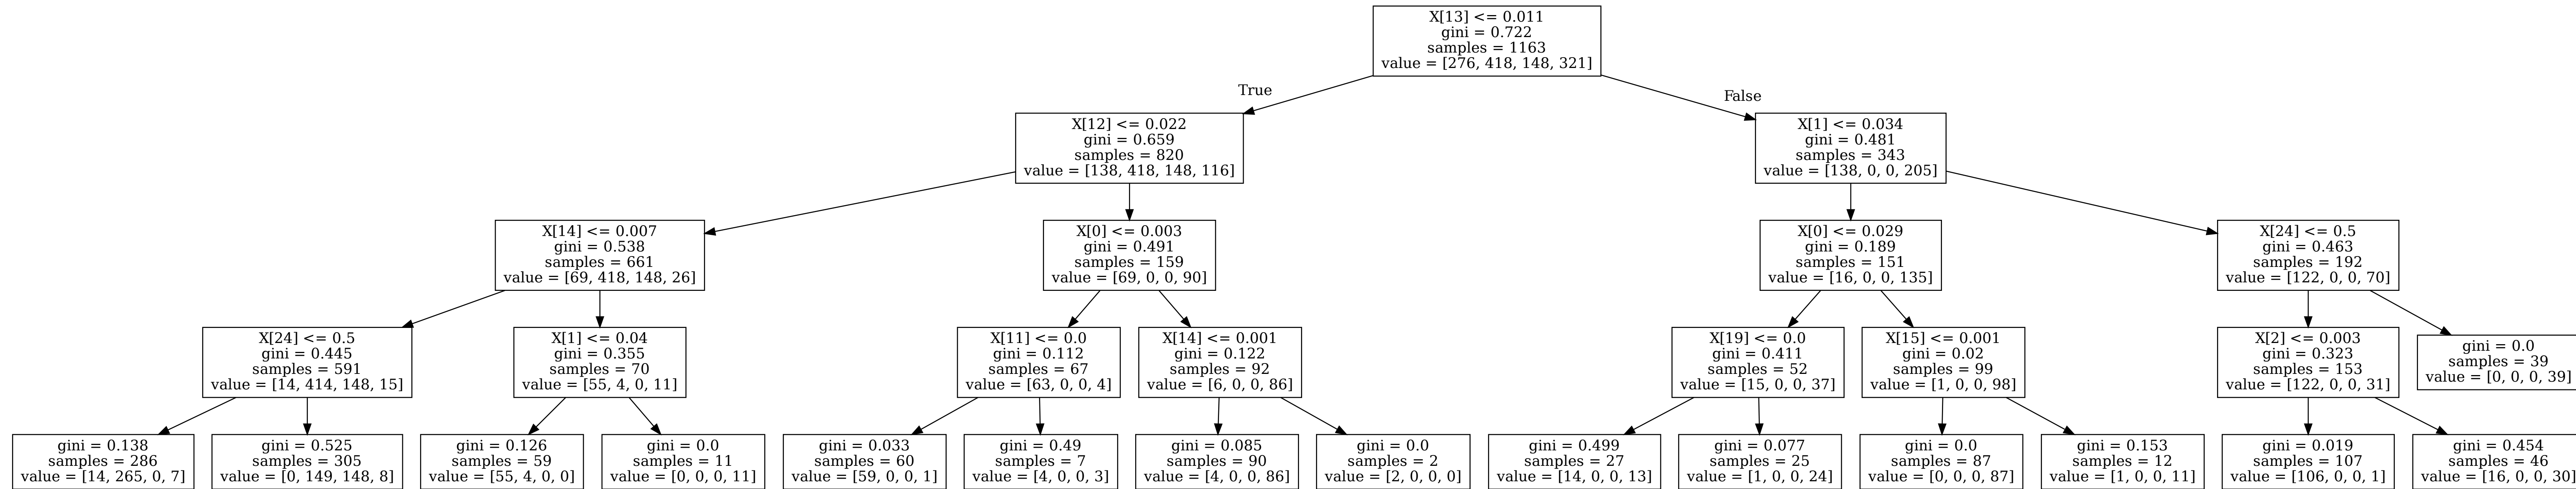 X[13] <= 0.011
gini = 0.722
samples = 1163
value = [276, 418, 148, 321]
True
False
X[12] <= 0.022
gini = 0.659
samples = 820
value = [138, 418, 148, 116]
X[1] <= 0.034
gini = 0.481
samples = 343
value = [138, 0, 0, 205]
X[14] <= 0.007
gini = 0.538
samples = 661
value = [69, 418, 148, 26]
X[0] <= 0.003
gini = 0.491
samples = 159
value = [69, 0, 0, 90]
X[0] <= 0.029
gini = 0.189
samples = 151
value = [16, 0, 0, 135]
X[24] <= 0.5
gini = 0.463
samples = 192
value = [122, 0, 0, 70]
X[24] <= 0.5
gini = 0.445
samples = 591
value = [14, 414, 148, 15]
X[1] <= 0.04
gini = 0.355
samples = 70
value = [55, 4, 0, 11]
X[11] <= 0.0
gini = 0.112
samples = 67
value = [63, 0, 0, 4]
X[14] <= 0.001
gini = 0.122
samples = 92
value = [6, 0, 0, 86]
X[19] <= 0.0
gini = 0.411
samples = 52
value = [15, 0, 0, 37]
X[15] <= 0.001
gini = 0.02
samples = 99
value = [1, 0, 0, 98]
X[2] <= 0.003
gini = 0.323
samples = 153
value = [122, 0, 0, 31]
gini = 0.0
samples = 39
value = [0, 0, 0, 39]
gini = 0.138
samples = 286
value = [14, 265, 0, 7]
gini = 0.525
samples = 305
value = [0, 149, 148, 8]
gini = 0.126
samples = 59
value = [55, 4, 0, 0]
gini = 0.0
samples = 11
value = [0, 0, 0, 11]
gini = 0.033
samples = 60
value = [59, 0, 0, 1]
gini = 0.49
samples = 7
value = [4, 0, 0, 3]
gini = 0.085
samples = 90
value = [4, 0, 0, 86]
gini = 0.0
samples = 2
value = [2, 0, 0, 0]
gini = 0.499
samples = 27
value = [14, 0, 0, 13]
gini = 0.077
samples = 25
value = [1, 0, 0, 24]
gini = 0.0
samples = 87
value = [0, 0, 0, 87]
gini = 0.153
samples = 12
value = [1, 0, 0, 11]
gini = 0.019
samples = 107
value = [106, 0, 0, 1]
gini = 0.454
samples = 46
value = [16, 0, 0, 30]